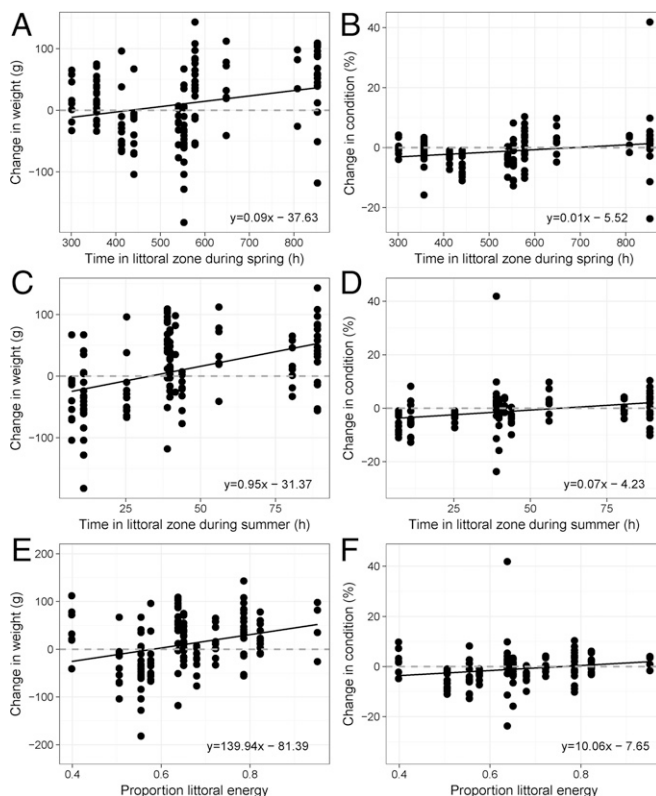 A
B
Change in weight (g)
100
0
−100
y=0.09x − 37.63
300 400 500 600 700 800
Time in littoral zone during spring (h)
Change in condition (%)
40
20
0
−20
y=0.01x − 5.52
300 400 500 600 700 800
Time in littoral zone during spring (h)
C
D
Change in weight (g)
100
0
−100
y=0.95x − 31.37
25 50 75
Time in littoral zone during summer (h)
Change in condition (%)
40
20
0
−20
y=0.07x − 4.23
25 50 75
Time in littoral zone during summer (h)
E
F
Change in weight (g)
200
100
0
−100
−200
y=139.94x − 81.39
0.4 0.6 0.8
Proportion littoral energy
Change in condition (%)
40
20
0
−20
y=10.06x − 7.65
0.4 0.6 0.8
Proportion littoral energy